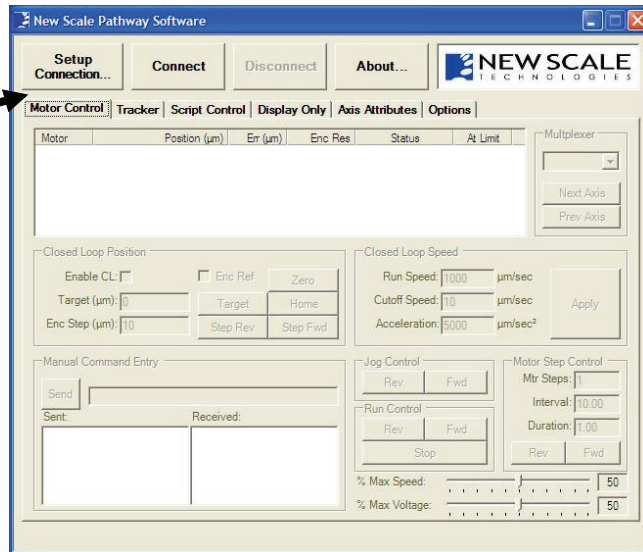 New Scale Pathway Software
Setup Connection...
Connect
Disconnect
About...
NEW SCALE
TECHNOLOGIES
Motor Control Tracker Script Control Display Only Axis Attributes Options
Motor Position (µm) Err (µm) Enc Res Status At Limit
Multplexer
Next Axis
Prev Axis
Closed Loop Position
Enable CL: Enc Ref Zero
Target (µm): 0 Target Home
Enc Step (µm): 10 Step Rev Step Fwd
Closed Loop Speed
Run Speed: 1000 µm/sec
Cutoff Speed: 10 µm/sec Apply
Acceleration: 5000 µm/sec²
Manual Command Entry
Send
Sent: Received:
Jog Control
Rev Fwd
Run Control
Rev Fwd
Stop
Motor Step Control
Mtr Steps: 1
Interval: 10.00
Duration: 1.00
Rev Fwd
% Max Speed: 50
% Max Voltage: 50